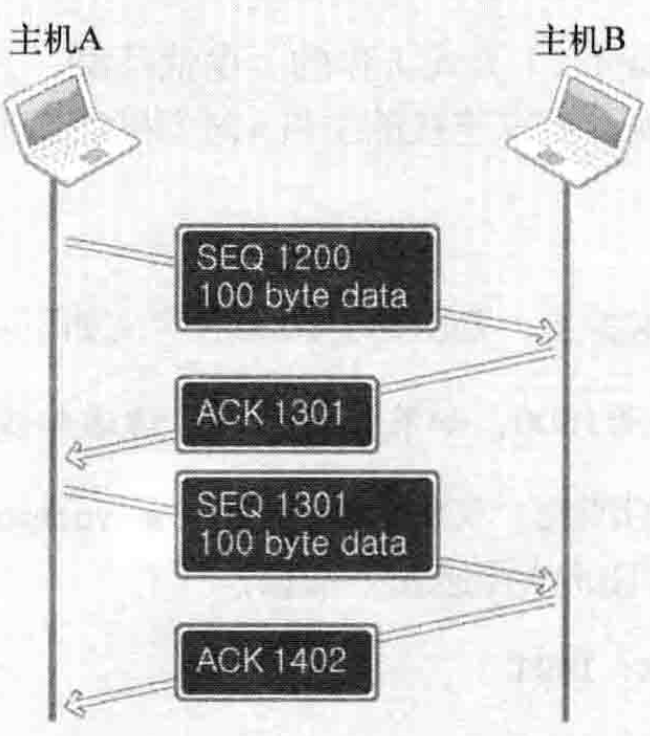 主机A
主机B
SEQ 1200
100 byte data
ACK 1301
SEQ 1301
100 byte data
ACK 1402